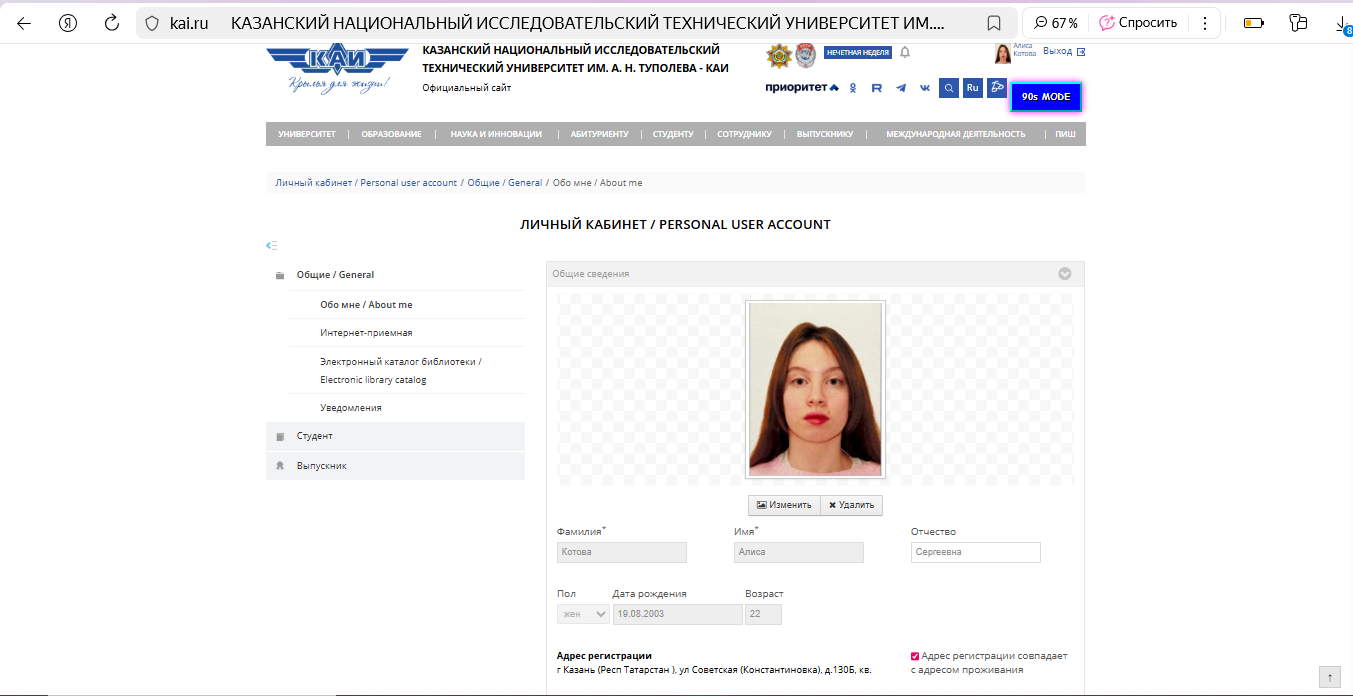 kai.ru КАЗАНСКИЙ НАЦИОНАЛЬНЫЙ ИССЛЕДОВАТЕЛЬСКИЙ ТЕХНИЧЕСКИЙ УНИВЕРСИТЕТ ИМ....
67 %
Спросить
8
КАИ
Крылья для жизни!
КАЗАНСКИЙ НАЦИОНАЛЬНЫЙ ИССЛЕДОВАТЕЛЬСКИЙ
ТЕХНИЧЕСКИЙ УНИВЕРСИТЕТ ИМ. А. Н. ТУПОЛЕВА - КАИ
Официальный сайт
НЕЧЕТНАЯ НЕДЕЛЯ
Алиса
Котова
Выход
приоритет
Ru
90s MODE
УНИВЕРСИТЕТ ОБРАЗОВАНИЕ НАУКА И ИННОВАЦИИ АБИТУРИЕНТУ СТУДЕНТУ СОТРУДНИКУ ВЫПУСКНИКУ МЕЖДУНАРОДНАЯ ДЕЯТЕЛЬНОСТЬ ПИШ
Личный кабинет / Personal user account / Общие / General / Обо мне / About me
ЛИЧНЫЙ КАБИНЕТ / PERSONAL USER ACCOUNT
Общие / General
Обо мне / About me
Интернет-приемная
Электронный каталог библиотеки /
Electronic library catalog
Уведомления
Студент
Выпускник
Общие сведения
Изменить Удалить
Фамилия* Имя* Отчество
Котова Алиса Сергеевна
Пол Дата рождения Возраст
жен 19.08.2003 22
Адрес регистрации
г Казань (Респ Татарстан ), ул Советская (Константиновка), д.130Б, кв.
Адрес регистрации совпадает
с адресом проживания